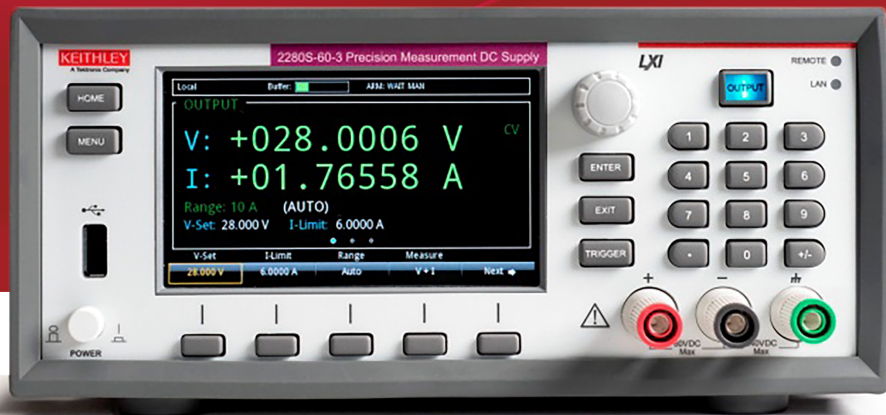 KEITHLEY
A Tektronix Company
2280S-60-3 Precision Measurement DC Supply
LXI
REMOTE
LAN
HOME
MENU
Local Buffer: ARM: WAIT MAN
OUTPUT
V: +028.0006 V CV
I: +01.76558 A
Range: 10 A (AUTO)
V-Set: 28.000 V I-Limit: 6.0000 A
V-Set I-Limit Range Measure
28.000 V 6.0000 A Auto V + I Next
OUTPUT
1 2 3
ENTER 4 5 6
EXIT 7 8 9
TRIGGER . 0 +/-
+ −
POWER
Max
Max